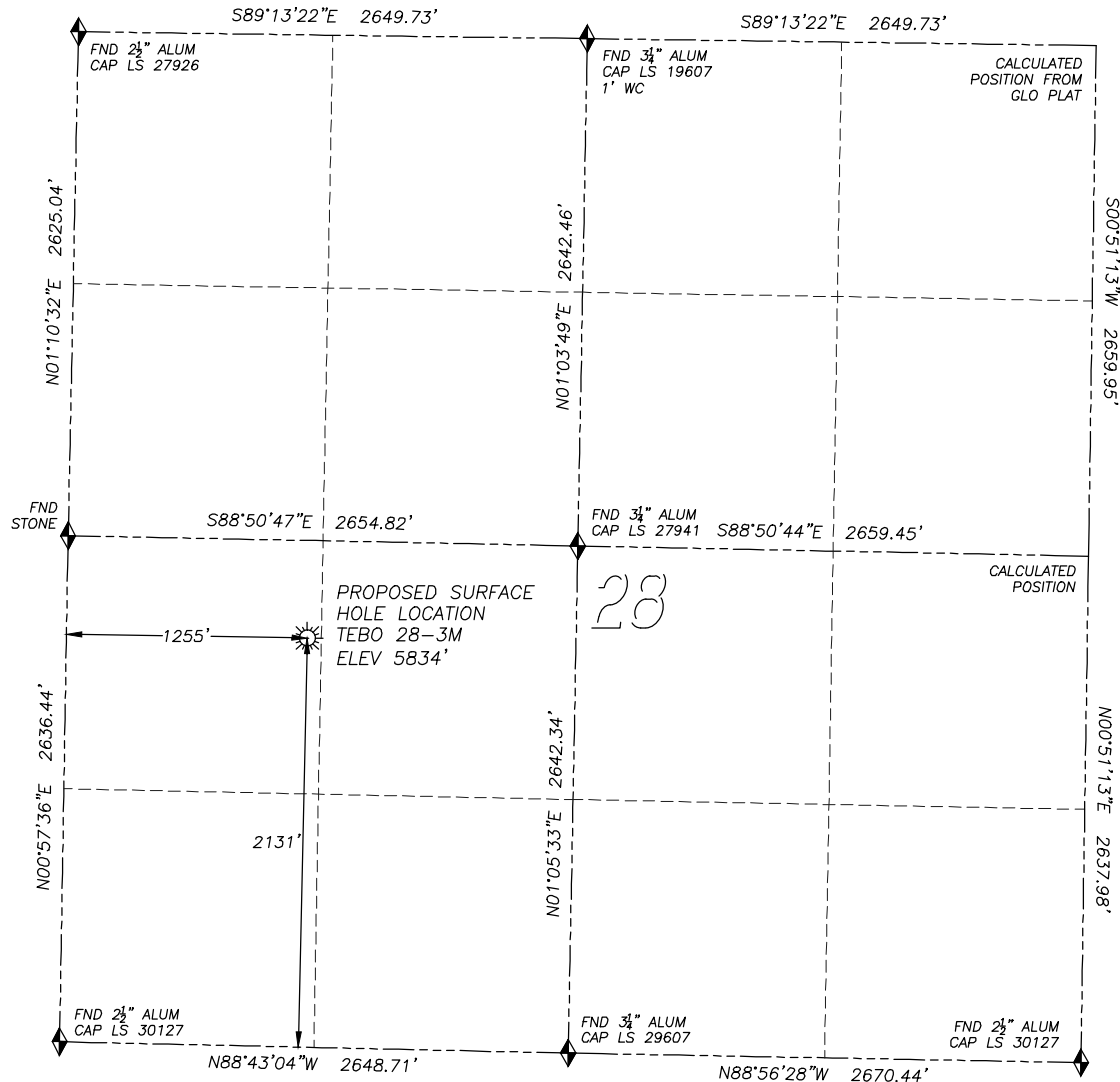 S89°13'22"E 2649.73'
S89°13'22"E 2649.73'
FND 2½" ALUM
CAP LS 27926
FND 3¼" ALUM
CAP LS 19607
1' WC
CALCULATED
POSITION FROM
GLO PLAT
N01°10'32"E 2625.04'
N01°03'49"E 2642.46'
S00°51'13"W 2659.95'
FND
STONE
S88°50'47"E 2654.82'
FND 3¼" ALUM
CAP LS 27941
S88°50'44"E 2659.45'
CALCULATED
POSITION
28
PROPOSED SURFACE
HOLE LOCATION
TEBO 28-3M
ELEV 5834'
1255'
N00°57'36"E 2636.44'
2131'
N01°05'33"E 2642.34'
N00°51'13"E 2637.98'
FND 2½" ALUM
CAP LS 30127
FND 3¼" ALUM
CAP LS 29607
FND 2½" ALUM
CAP LS 30127
N88°43'04"W 2648.71'
N88°56'28"W 2670.44'